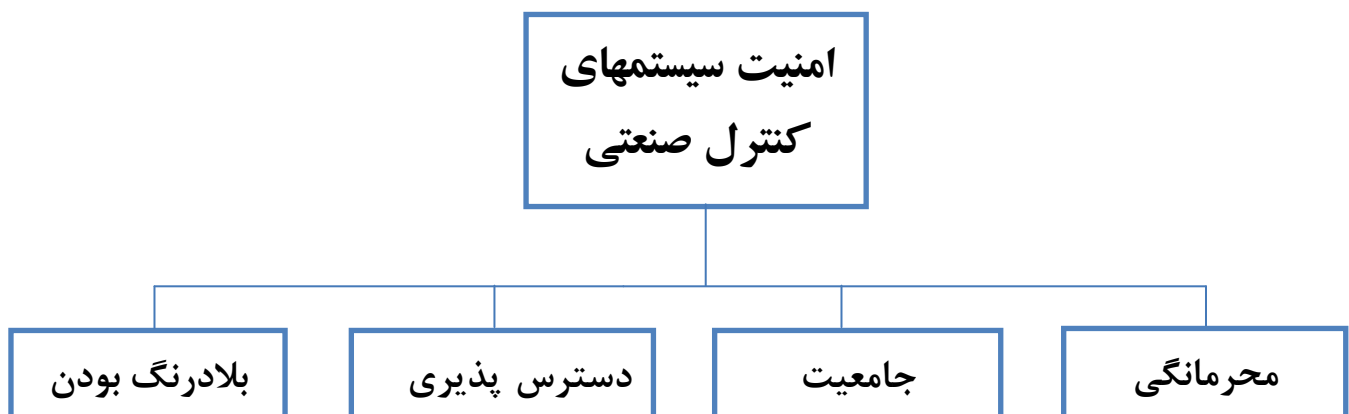 امنیت سیستمهای
کنترل صنعتی
محرمانگی
جامعیت
دسترس پذیری
بلادرنگ بودن